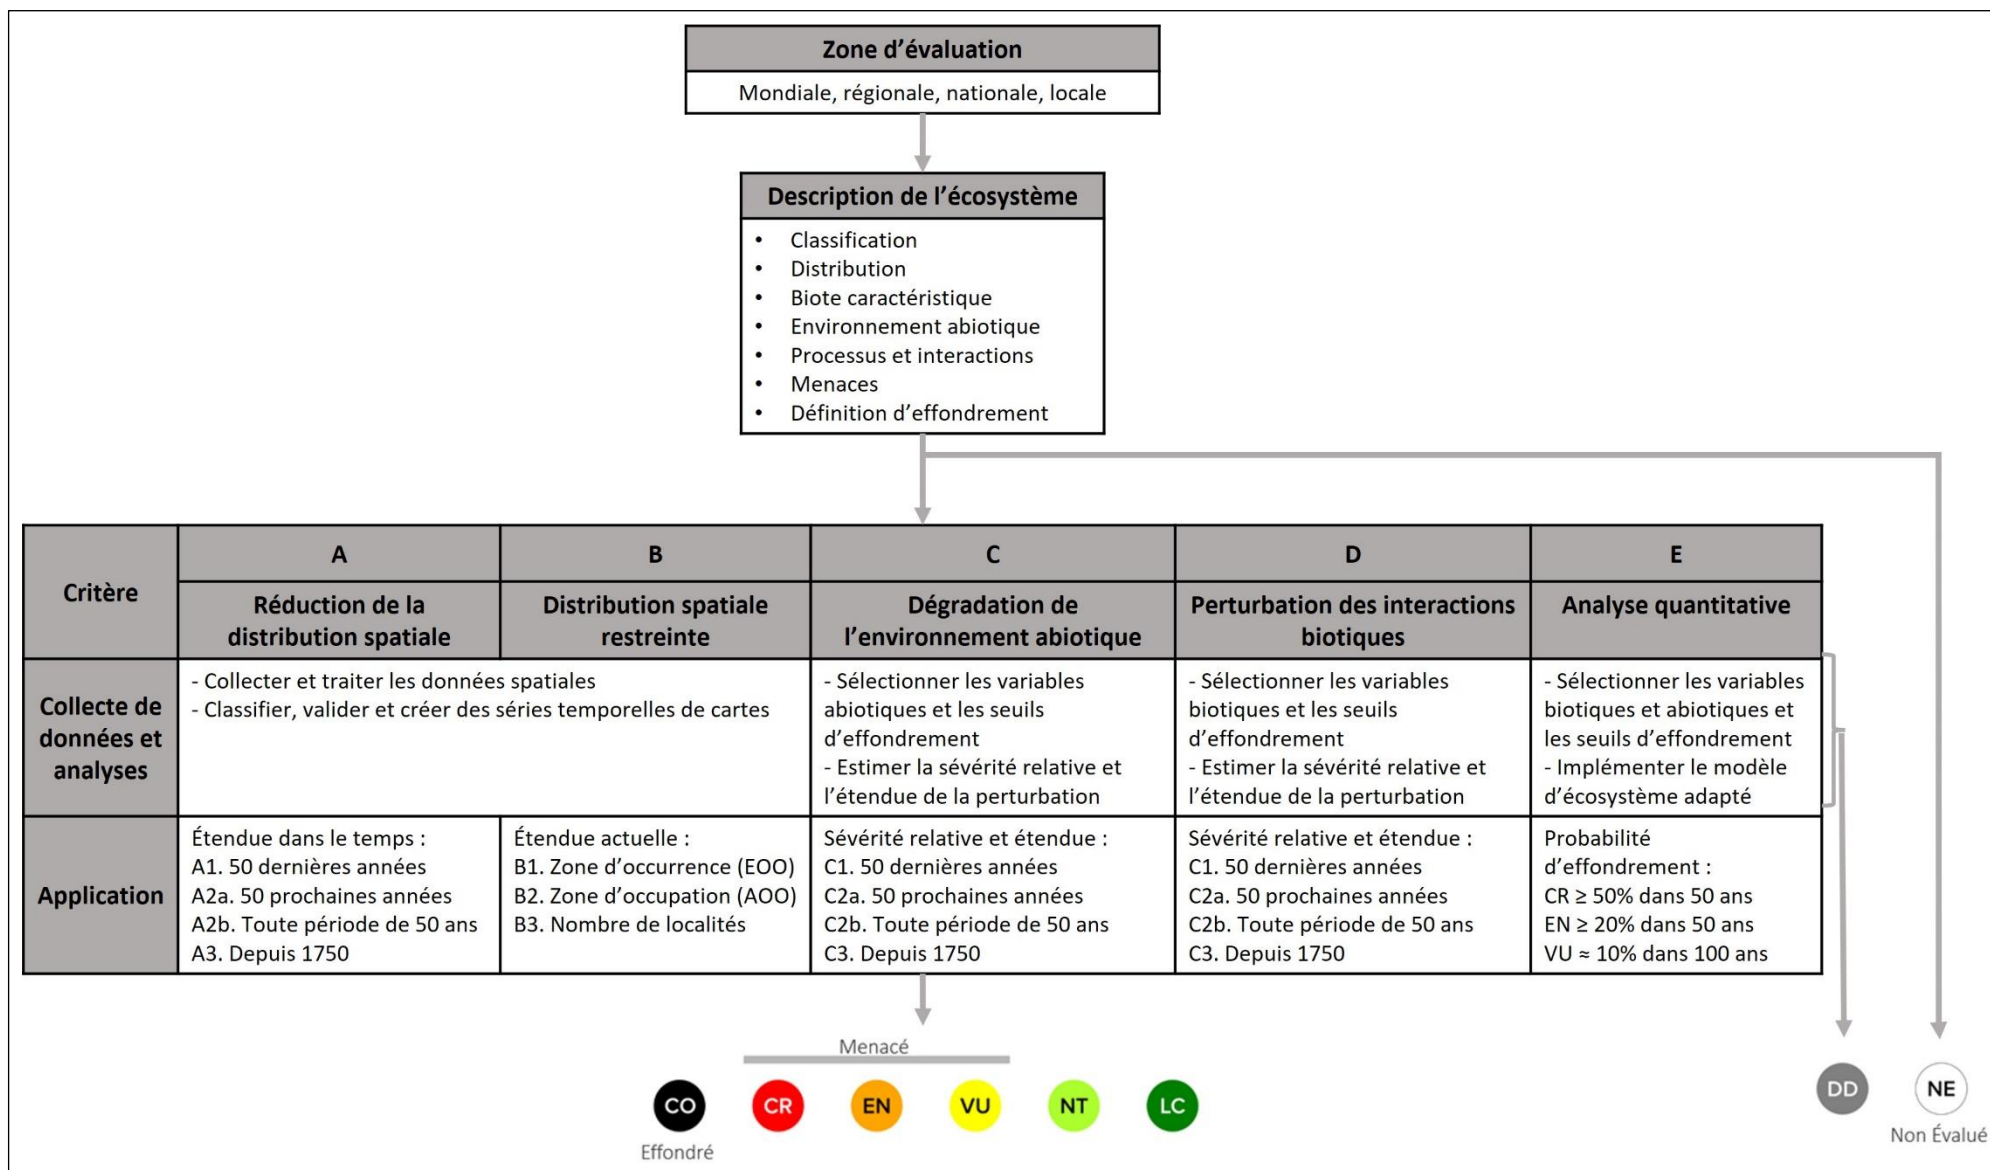 Zone d'évaluation
Mondiale, régionale, nationale, locale
Description de l'écosystème
• Classification
• Distribution
• Biote caractéristique
• Environnement abiotique
• Processus et interactions
• Menaces
• Définition d'effondrement
Critère
A
B
C
D
E
Réduction de la
distribution spatiale
Distribution spatiale
restreinte
Dégradation de
l'environnement abiotique
Perturbation des interactions
biotiques
Analyse quantitative
Collecte de
données et
analyses
- Collecter et traiter les données spatiales
- Classifier, valider et créer des séries temporelles de cartes
- Sélectionner les variables
abiotiques et les seuils
d'effondrement
- Estimer la sévérité relative et
l'étendue de la perturbation
- Sélectionner les variables
biotiques et les seuils
d'effondrement
- Estimer la sévérité relative et
l'étendue de la perturbation
- Sélectionner les variables
biotiques et abiotiques et
les seuils d'effondrement
- Implémenter le modèle
d'écosystème adapté
Application
Étendue dans le temps :
A1. 50 dernières années
A2a. 50 prochaines années
A2b. Toute période de 50 ans
A3. Depuis 1750
Étendue actuelle :
B1. Zone d'occurrence (EOO)
B2. Zone d'occupation (AOO)
B3. Nombre de localités
Sévérité relative et étendue :
C1. 50 dernières années
C2a. 50 prochaines années
C2b. Toute période de 50 ans
C3. Depuis 1750
Sévérité relative et étendue :
C1. 50 dernières années
C2a. 50 prochaines années
C2b. Toute période de 50 ans
C3. Depuis 1750
Probabilité
d'effondrement :
CR ≥ 50% dans 50 ans
EN ≥ 20% dans 50 ans
VU ≈ 10% dans 100 ans
Menacé
CO
CR
EN
VU
NT
LC
DD
NE
Effondré
Non Évalué